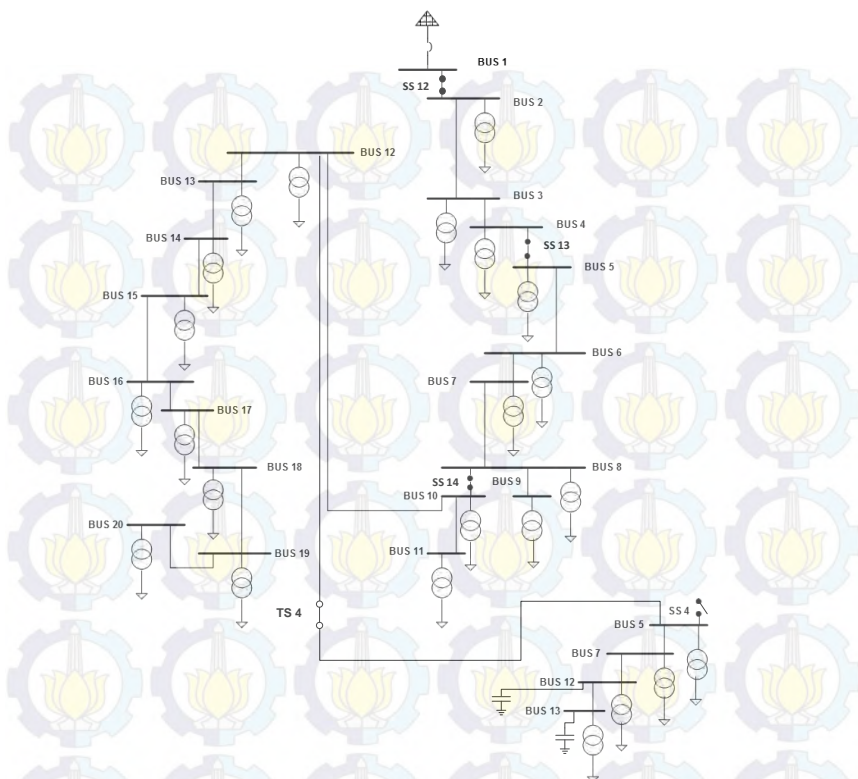 BUS 1
SS 12
BUS 2
BUS 12
BUS 13
BUS 3
BUS 4
BUS 14
SS 13
BUS 5
BUS 15
BUS 6
BUS 16
BUS 7
BUS 17
BUS 18
BUS 8
SS 14
BUS 9
BUS 10
BUS 20
BUS 19
BUS 11
TS 4
SS 4
BUS 5
BUS 7
BUS 12
BUS 13